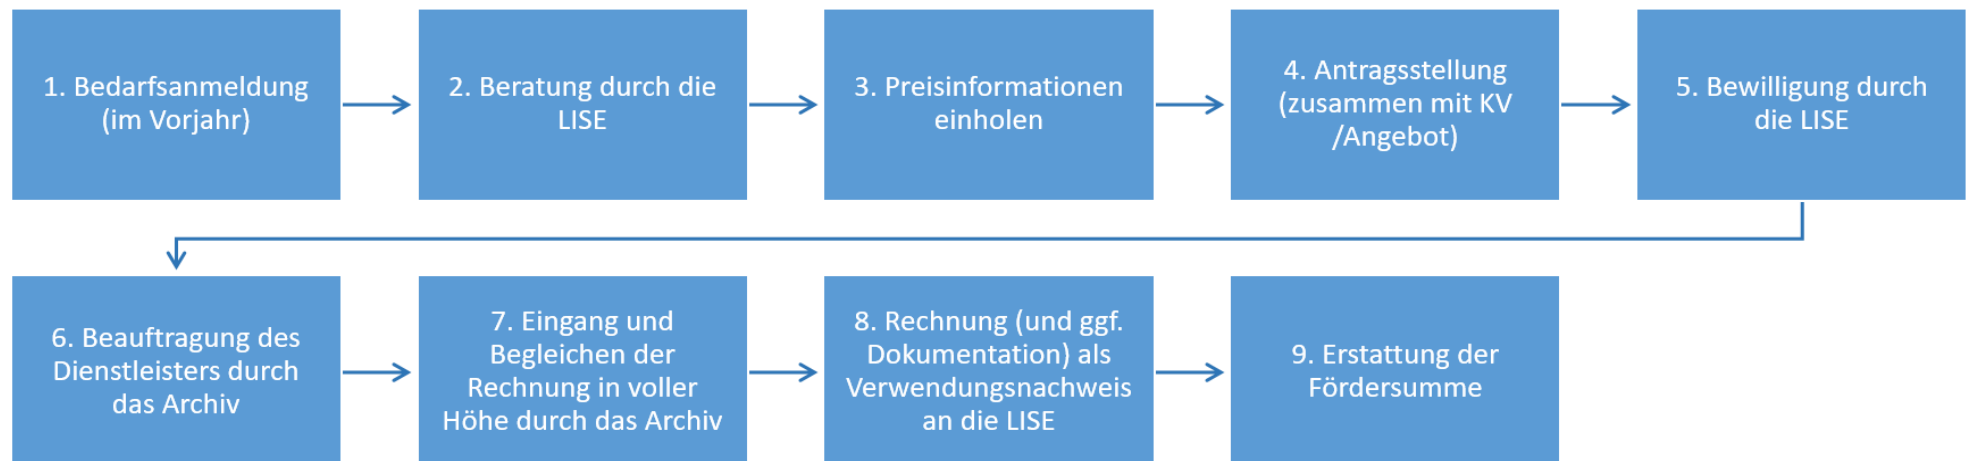 1. Bedarfsanmeldung
(im Vorjahr)
2. Beratung durch die
LISE
3. Preisinformationen
einholen
4. Antragsstellung
(zusammen mit KV
/Angebot)
5. Bewilligung durch
die LISE
6. Beauftragung des
Dienstleisters durch
das Archiv
7. Eingang und
Begleichen der
Rechnung in voller
Höhe durch das Archiv
8. Rechnung (und ggf.
Dokumentation) als
Verwendungsnachweis
an die LISE
9. Erstattung der
Fördersumme